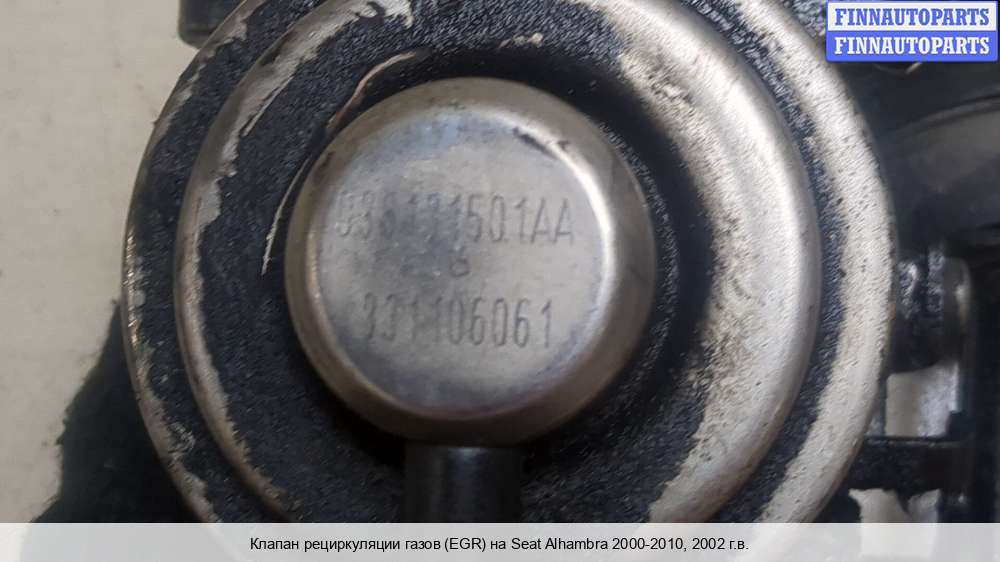 FINNAUTOPARTS
FINNAUTOPARTS
038131501AA
331106061
Клапан рециркуляции газов (EGR) на Seat Alhambra 2000-2010, 2002 г.в.